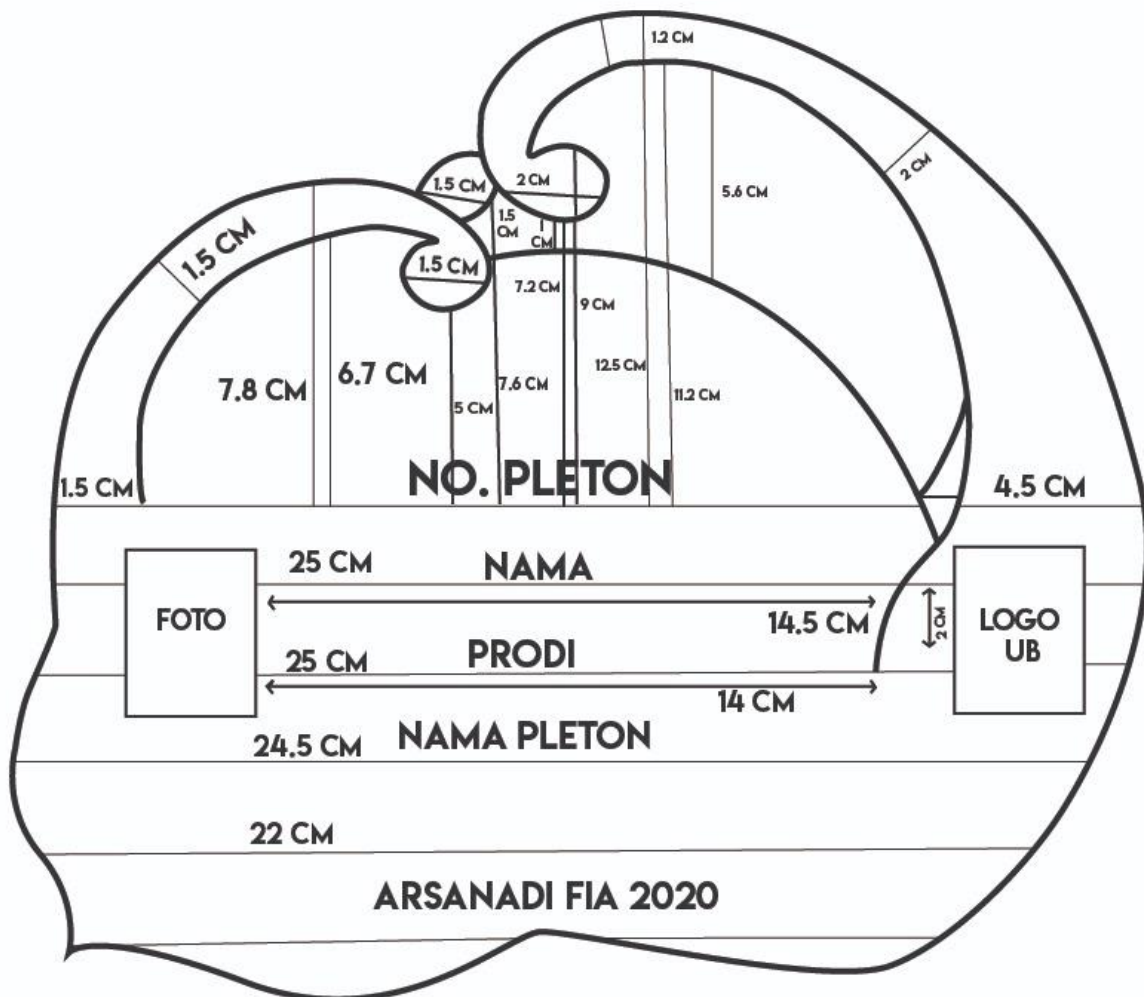 1.2 CM
2 CM
1.5 CM
2 CM
5.6 CM
1.5
CM
1
CM
1.5 CM
1.5 CM
7.2 CM
9 CM
12.5 CM
6.7 CM
7.8 CM
7.6 CM
11.2 CM
5 CM
NO. PLETON
1.5 CM
4.5 CM
25 CM
NAMA
FOTO
14.5 CM
2 CM
LOGO
UB
25 CM
PRODI
14 CM
NAMA PLETON
24.5 CM
22 CM
ARSANADI FIA 2020